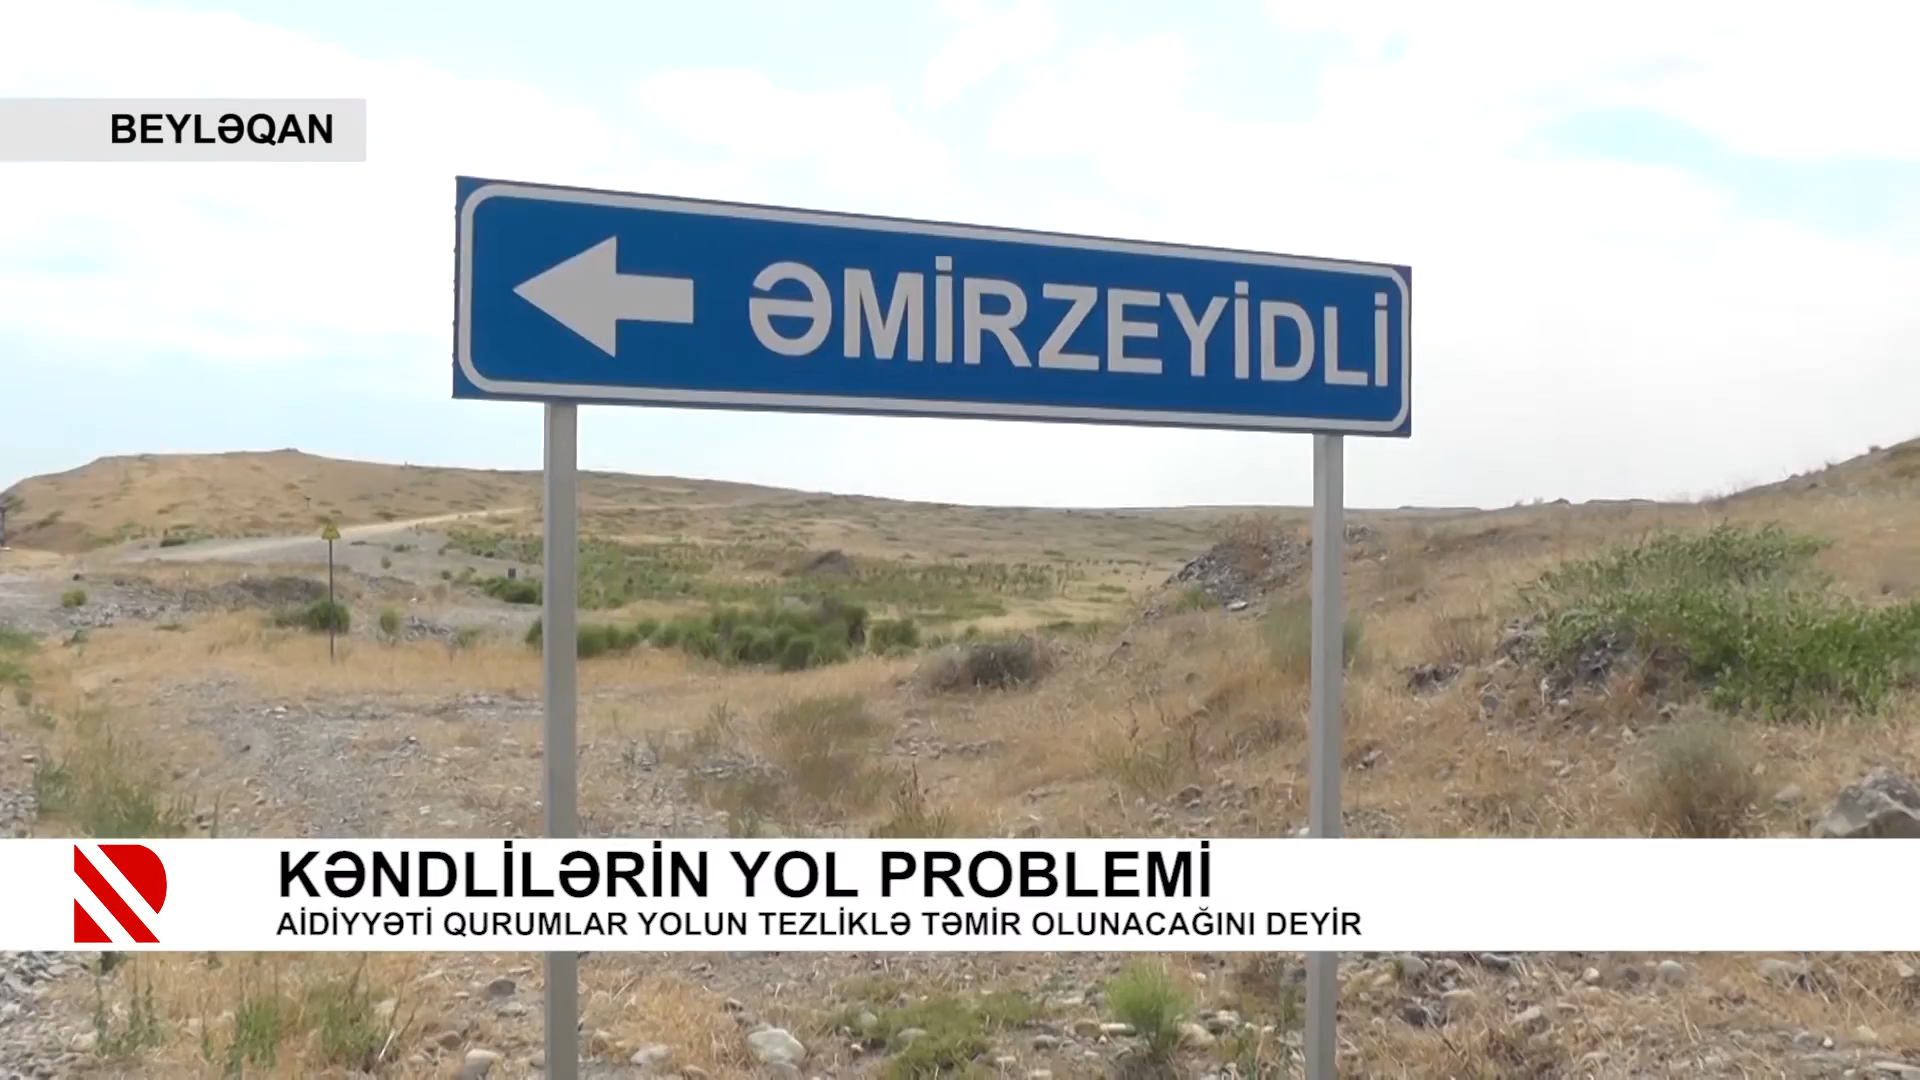 BEYLƏQAN
ƏMİRZEYİDLİ
KƏNDLİLƏRİN YOL PROBLEMİ
AİDİYYƏTİ QURUMLAR YOLUN TEZLİKLƏ TƏMİR OLUNACAĞINI DEYİR